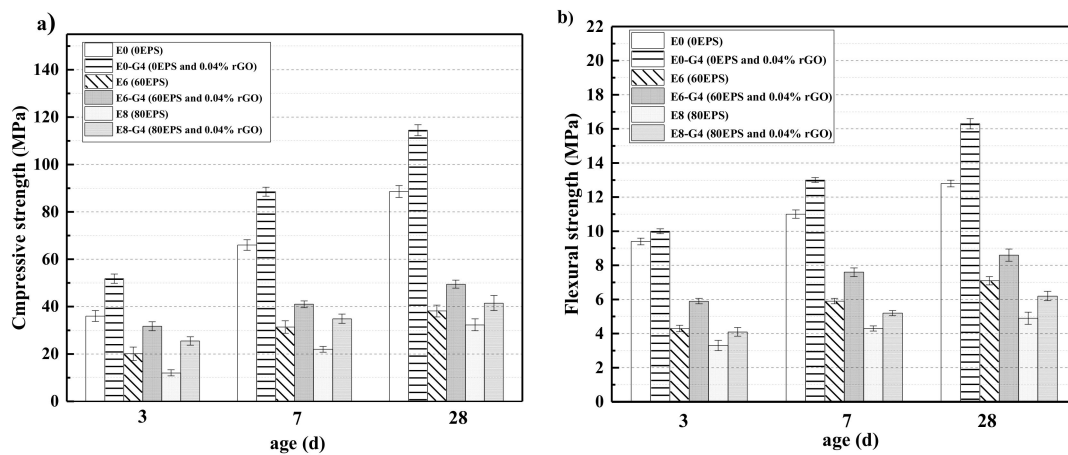 a)
Cmpressive strength (MPa)
160
140
120
100
80
60
40
20
0
E0 (0EPS)
E0-G4 (0EPS and 0.04% rGO)
E6 (60EPS)
E6-G4 (60EPS and 0.04% rGO)
E8 (80EPS)
E8-G4 (80EPS and 0.04% rGO)
3 7 28
age (d)
b)
Flexural strength (MPa)
22
20
18
16
14
12
10
8
6
4
2
0
E0 (0EPS)
E0-G4 (0EPS and 0.04% rGO)
E6 (60EPS)
E6-G4 (60EPS and 0.04% rGO)
E8 (80EPS)
E8-G4 (80EPS and 0.04% rGO)
3 7 28
age (d)